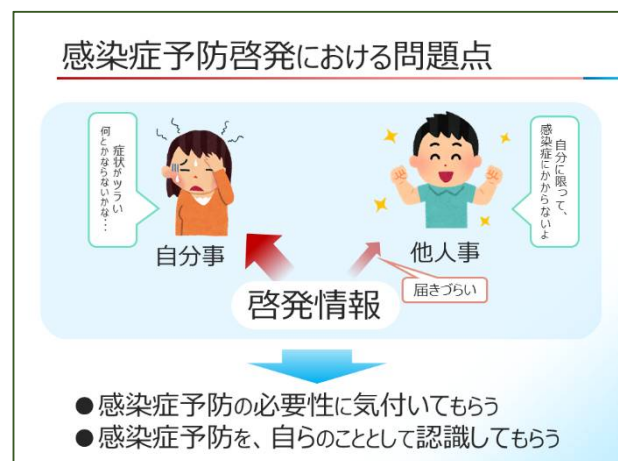 感染症予防啓発における問題点
症状がツラい
何とかならないかな・・・
自分に限って、
感染症にかからないよ
自分事
他人事
届きづらい
啓発情報
●感染症予防の必要性に気付いてもらう
●感染症予防を、自らのこととして認識してもらう